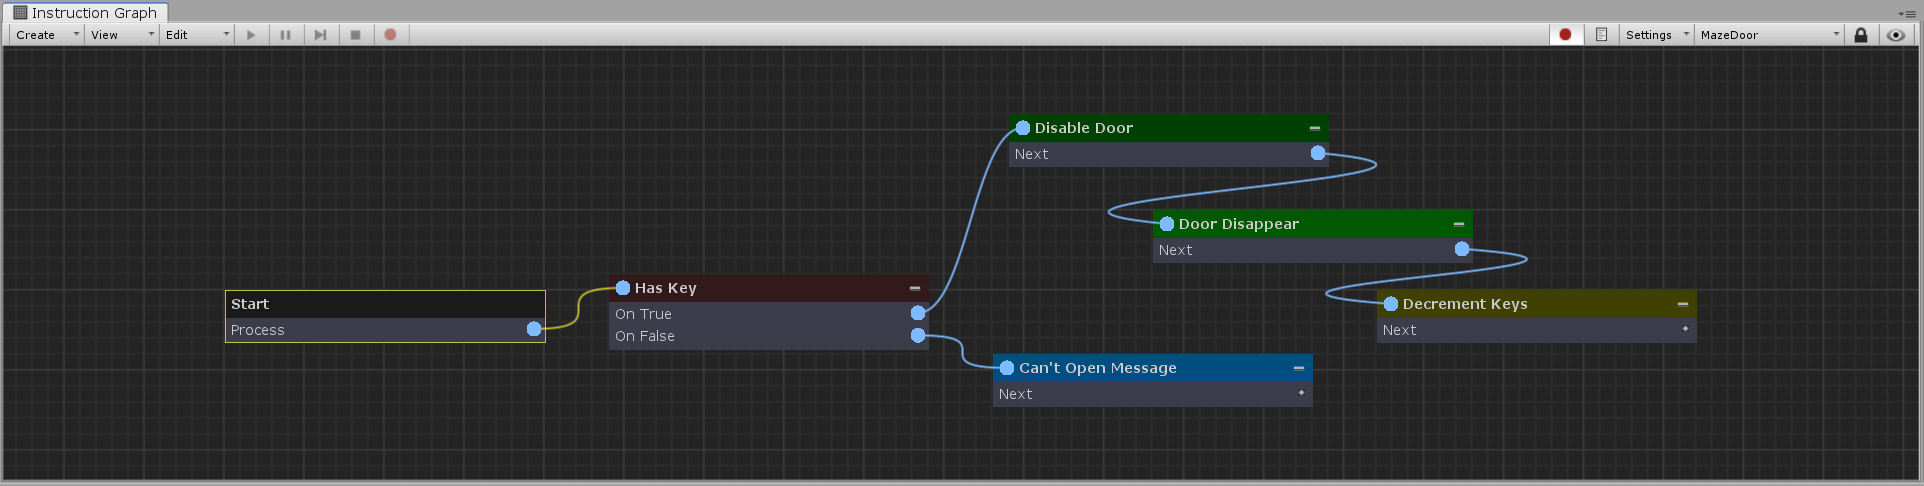 Instruction Graph
Create View Edit Settings MazeDoor
Disable Door
Next
Door Disappear
Next
Has Key
On True
On False
Start
Process
Decrement Keys
Next
Can't Open Message
Next